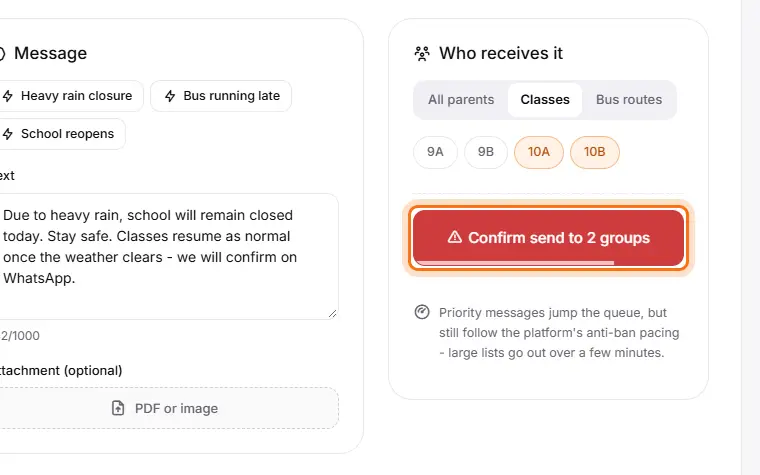 Message
Heavy rain closure
Bus running late
School reopens
ext
Due to heavy rain, school will remain closed
today. Stay safe. Classes resume as normal
once the weather clears - we will confirm on
WhatsApp.
2/1000
ttachment (optional)
PDF or image
Who receives it
All parents
Classes
Bus routes
9A
9B
10A
10B
Confirm send to 2 groups
Priority messages jump the queue, but
still follow the platform's anti-ban pacing
- large lists go out over a few minutes.